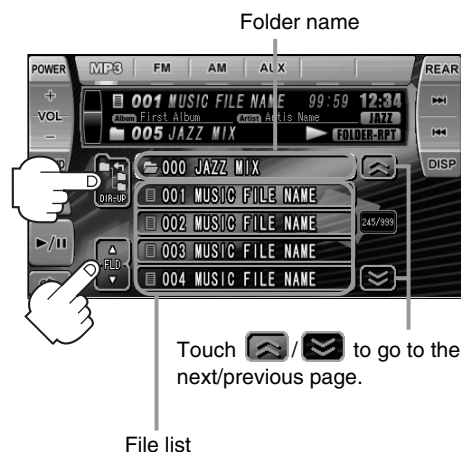 Folder name
POWER MP3 FM AM AUX REAR
+
VOL
-
001 MUSIC FILE NAME 99:59 12:34
Album First Album Artist Artis Name JAZZ
005 JAZZ MIX FOLDER-RPT
DISP
DIR-UP
000 JAZZ MIX
001 MUSIC FILE NAME
002 MUSIC FILE NAME 245/999
003 MUSIC FILE NAME
FLD
004 MUSIC FILE NAME
Touch / to go to the
next/previous page.
File list